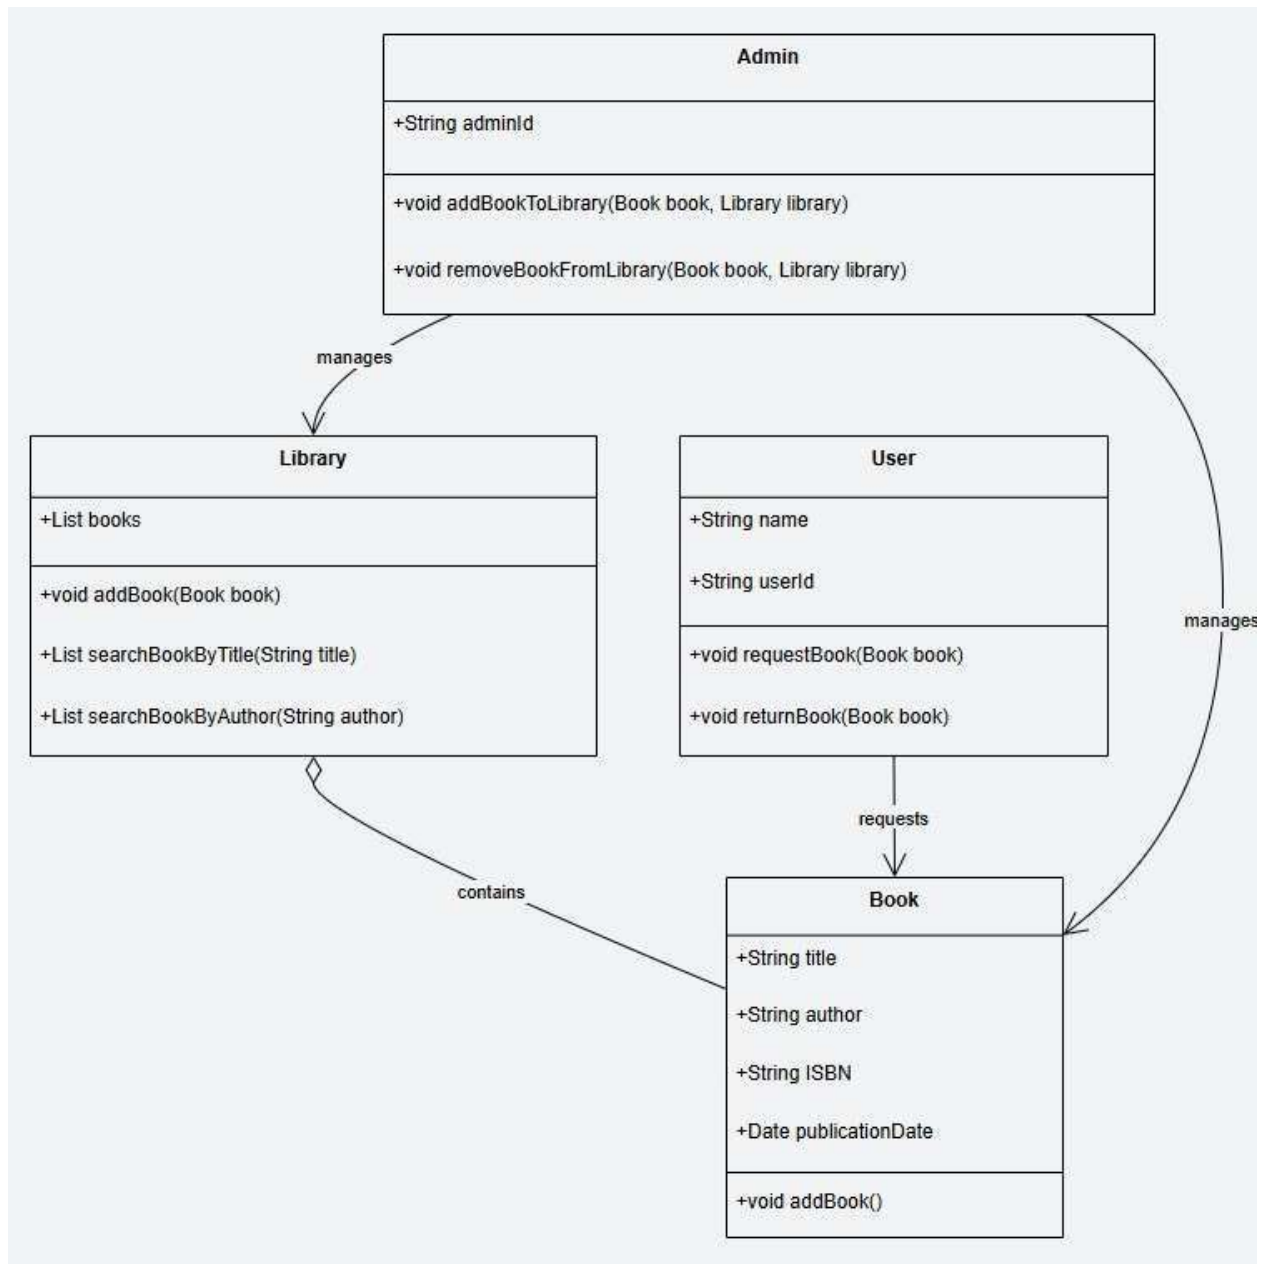 Admin
+String adminId
+void addBookToLibrary(Book book, Library library)
+void removeBookFromLibrary(Book book, Library library)
manages
Library
+List books
+void addBook(Book book)
+List searchBookByTitle(String title)
+List searchBookByAuthor(String author)
User
+String name
+String userId
+void requestBook(Book book)
+void returnBook(Book book)
manages
requests
contains
Book
+String title
+String author
+String ISBN
+Date publicationDate
+void addBook()